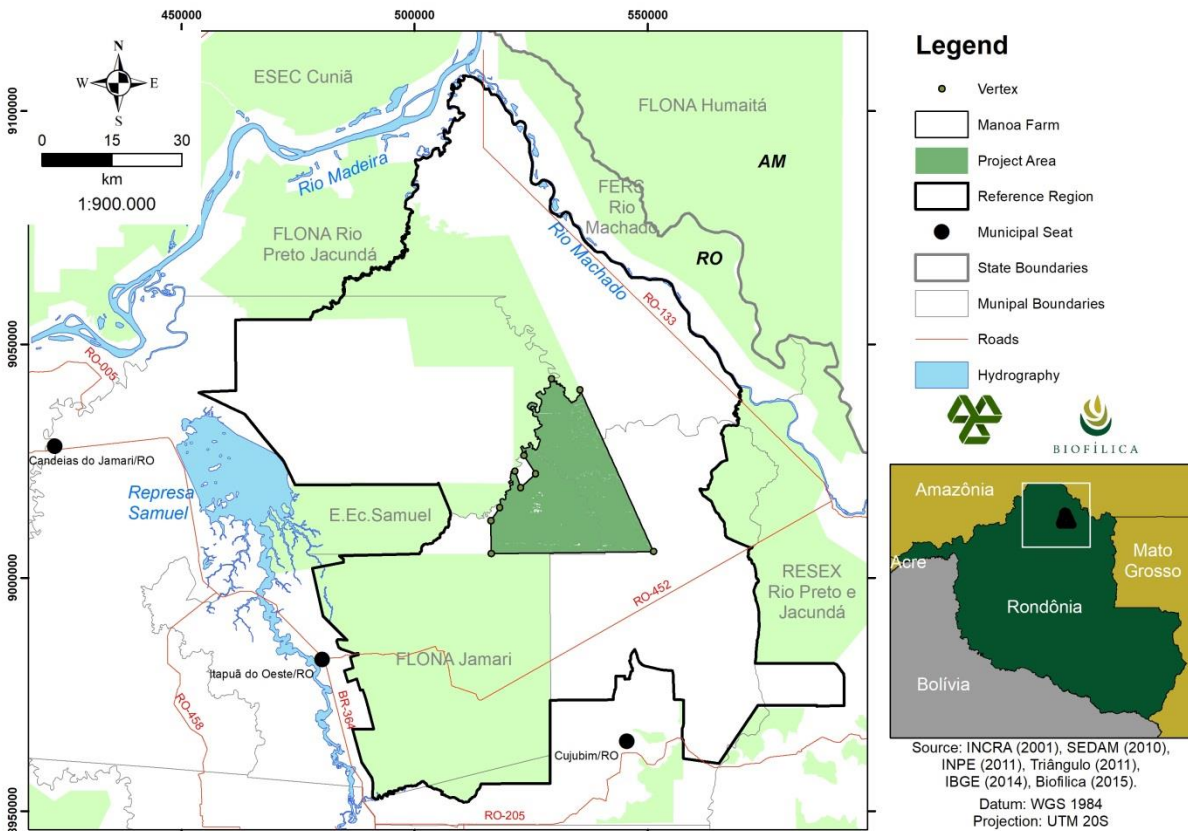 450000
500000
550000
N
W
E
S
0
15
30
km
1:900.000
9100000
9050000
9000000
8950000
ESEC Cuniã
FLONA Humaitá
AM
Rio Madeira
FERS
Rio
Machado
FLONA Rio
Preto Jacundá
RO
Rio Machado
RO-133
RO-005
Candeias do Jamari/RO
Represa
Samuel
E.Ec.Samuel
RESEX
Rio Preto e
Jacundá
RO-452
FLONA Jamari
Itapuã do Oeste/RO
BR-364
RO-458
Cujubim/RO
RO-205
Legend
Vertex
Manoa Farm
Project Area
Reference Region
Municipal Seat
State Boundaries
Munipal Boundaries
Roads
Hydrography
BIOFÍLICA
Amazônia
Acre
Mato
Grosso
Rondônia
Bolívia
Source: INCRA (2001), SEDAM (2010),
INPE (2011), Triângulo (2011),
IBGE (2014), Biofílica (2015).
Datum: WGS 1984
Projection: UTM 20S